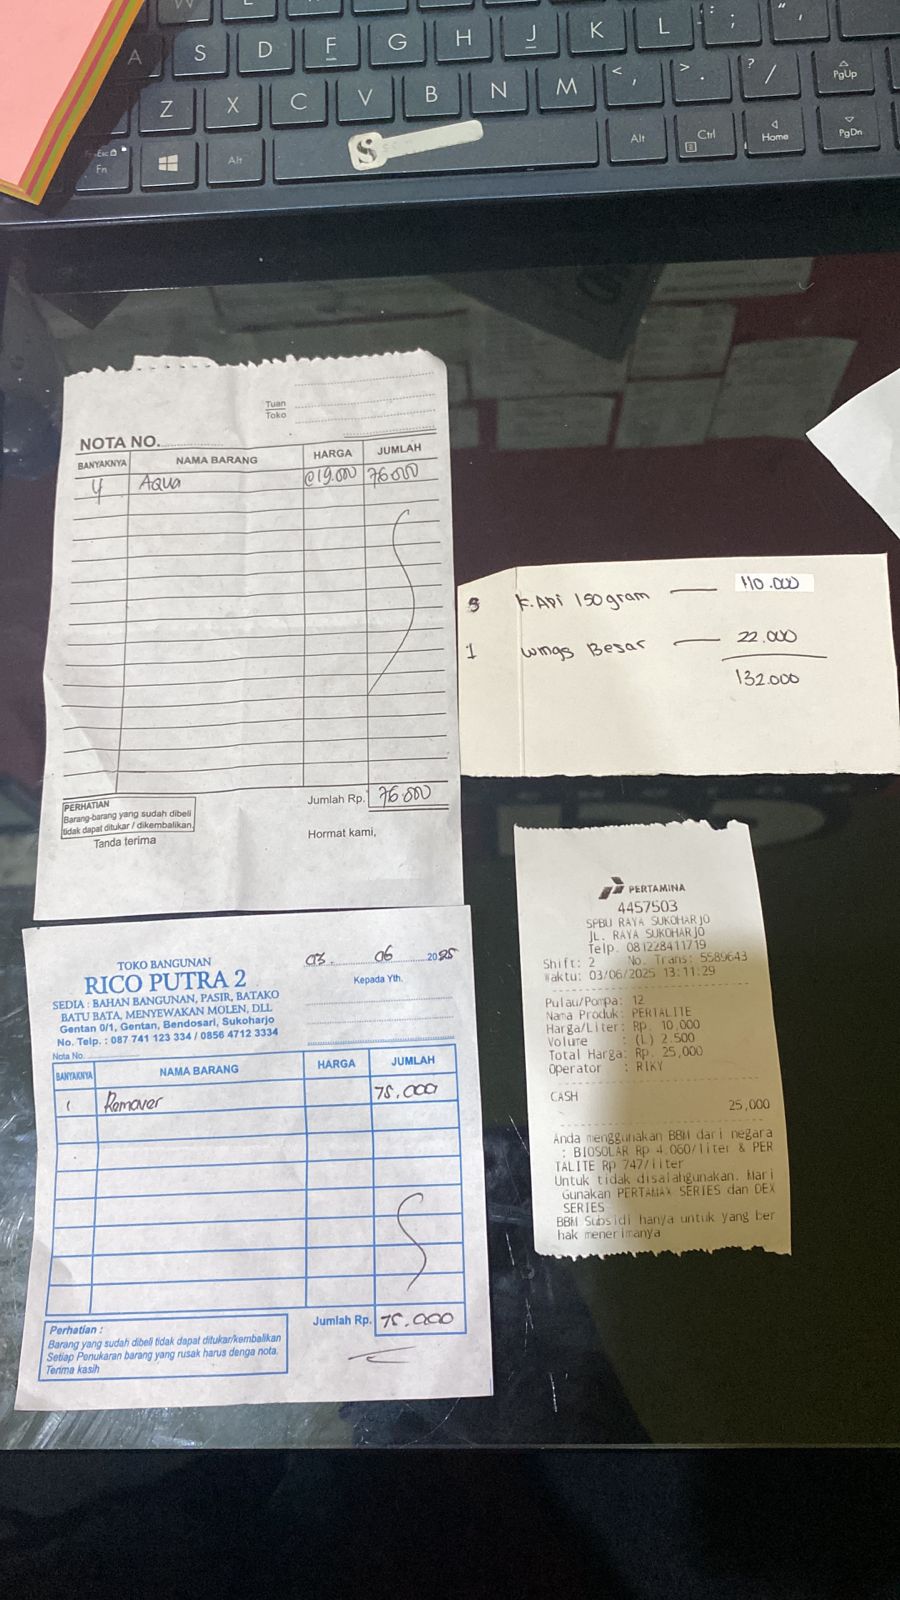 A S D F G H J K L : ; " '
Z X C V B N M < , > . ? / PgUp
Esc Fn Alt Alt Ctrl Home PgDn
S
Tuan
Toko
NOTA NO.
BANYAKNYA NAMA BARANG HARGA JUMLAH
4 Aqua @19.000 76.000
Jumlah Rp. 76.000
PERHATIAN
Barang-barang yang sudah dibeli
tidak dapat ditukar / dikembalikan
Tanda terima
Hormat kami,
K. Api 150 gram — 110.000
1 Wings Besar — 22.000
132.000
TOKO BANGUNAN
RICO PUTRA 2
SEDIA : BAHAN BANGUNAN, PASIR, BATAKO
BATU BATA, MENYEWAKAN MOLEN, DLL
Gentan 0/1, Gentan, Bendosari, Sukoharjo
No. Telp. : 087 741 123 334 / 0856 4712 3334
03. 06 2025
Kepada Yth.
Nota No.
BANYAKNYA NAMA BARANG HARGA JUMLAH
1 Remover 75.000
Jumlah Rp. 75.000
Perhatian :
Barang yang sudah dibeli tidak dapat ditukar/kembalikan
Setiap Penukaran barang yang rusak harus denga nota.
Terima kasih
PERTAMINA
4457503
SPBU RAYA SUKOHARJO
JL. RAYA SUKOHARJO
Telp. 081228411719
Shift: 2 No. Trans: 5589643
Waktu: 03/06/2025 13:11:29
Pulau/Pompa: 12
Nama Produk: PERTALITE
Harga/Liter: Rp. 10,000
Volume : (L) 2.500
Total Harga: Rp. 25,000
Operator : RIKY
CASH
25,000
Anda menggunakan BBM dari negara
: BIOSOLAR Rp 4.060/liter & PER
TALITE Rp 747/liter
Untuk tidak disalahgunakan. Mari
Gunakan PERTAMAX SERIES dan DEX
SERIES
BBM Subsidi hanya untuk yang ber
hak menerimanya